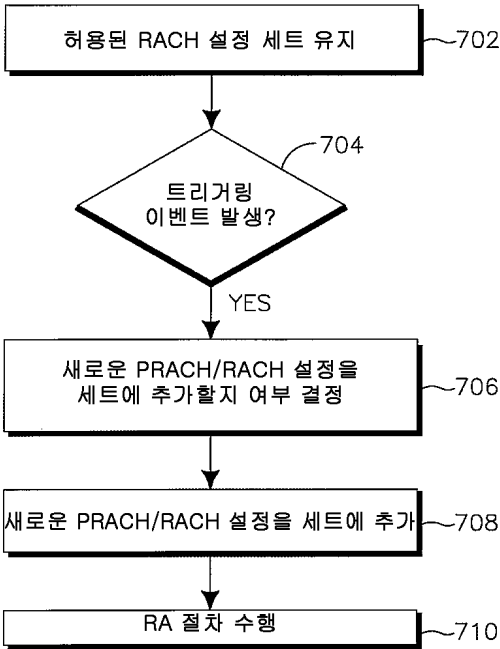 허용된 RACH 설정 세트 유지
702
704
트리거링
이벤트 발생?
YES
새로운 PRACH/RACH 설정을
세트에 추가할지 여부 결정
706
새로운 PRACH/RACH 설정을 세트에 추가
708
RA 절차 수행
710